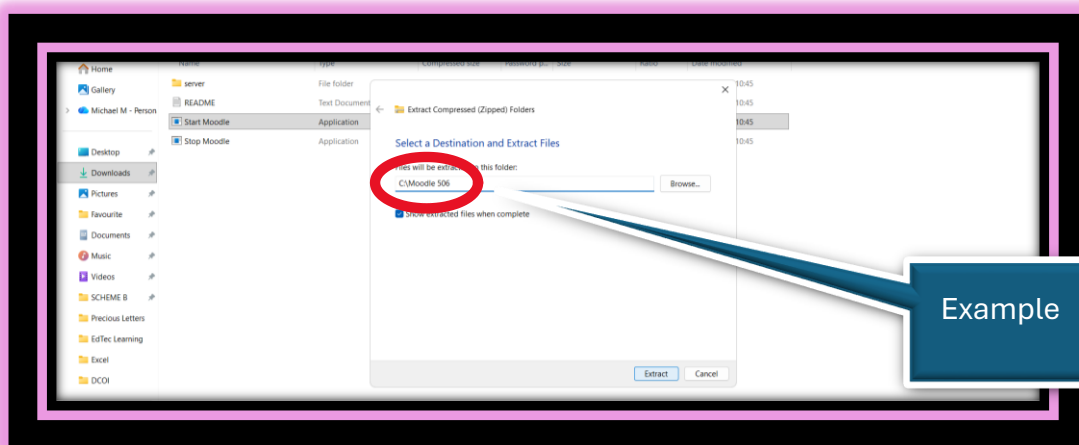 Name Type Compressed size Password p... Size Ratio Date modified
Home
Gallery
Michael M - Person
Desktop
Downloads
Pictures
Favourite
Documents
Music
Videos
SCHEME B
Precious Letters
EdTec Learning
Excel
DCOI
server File folder 10:45
README Text Document 10:45
Start Moodle Application 10:45
Stop Moodle Application 10:45
Extract Compressed (Zipped) Folders
Select a Destination and Extract Files
Files will be extracted to this folder:
C:\Moodle 506
Browse...
Show extracted files when complete
Extract Cancel
Example